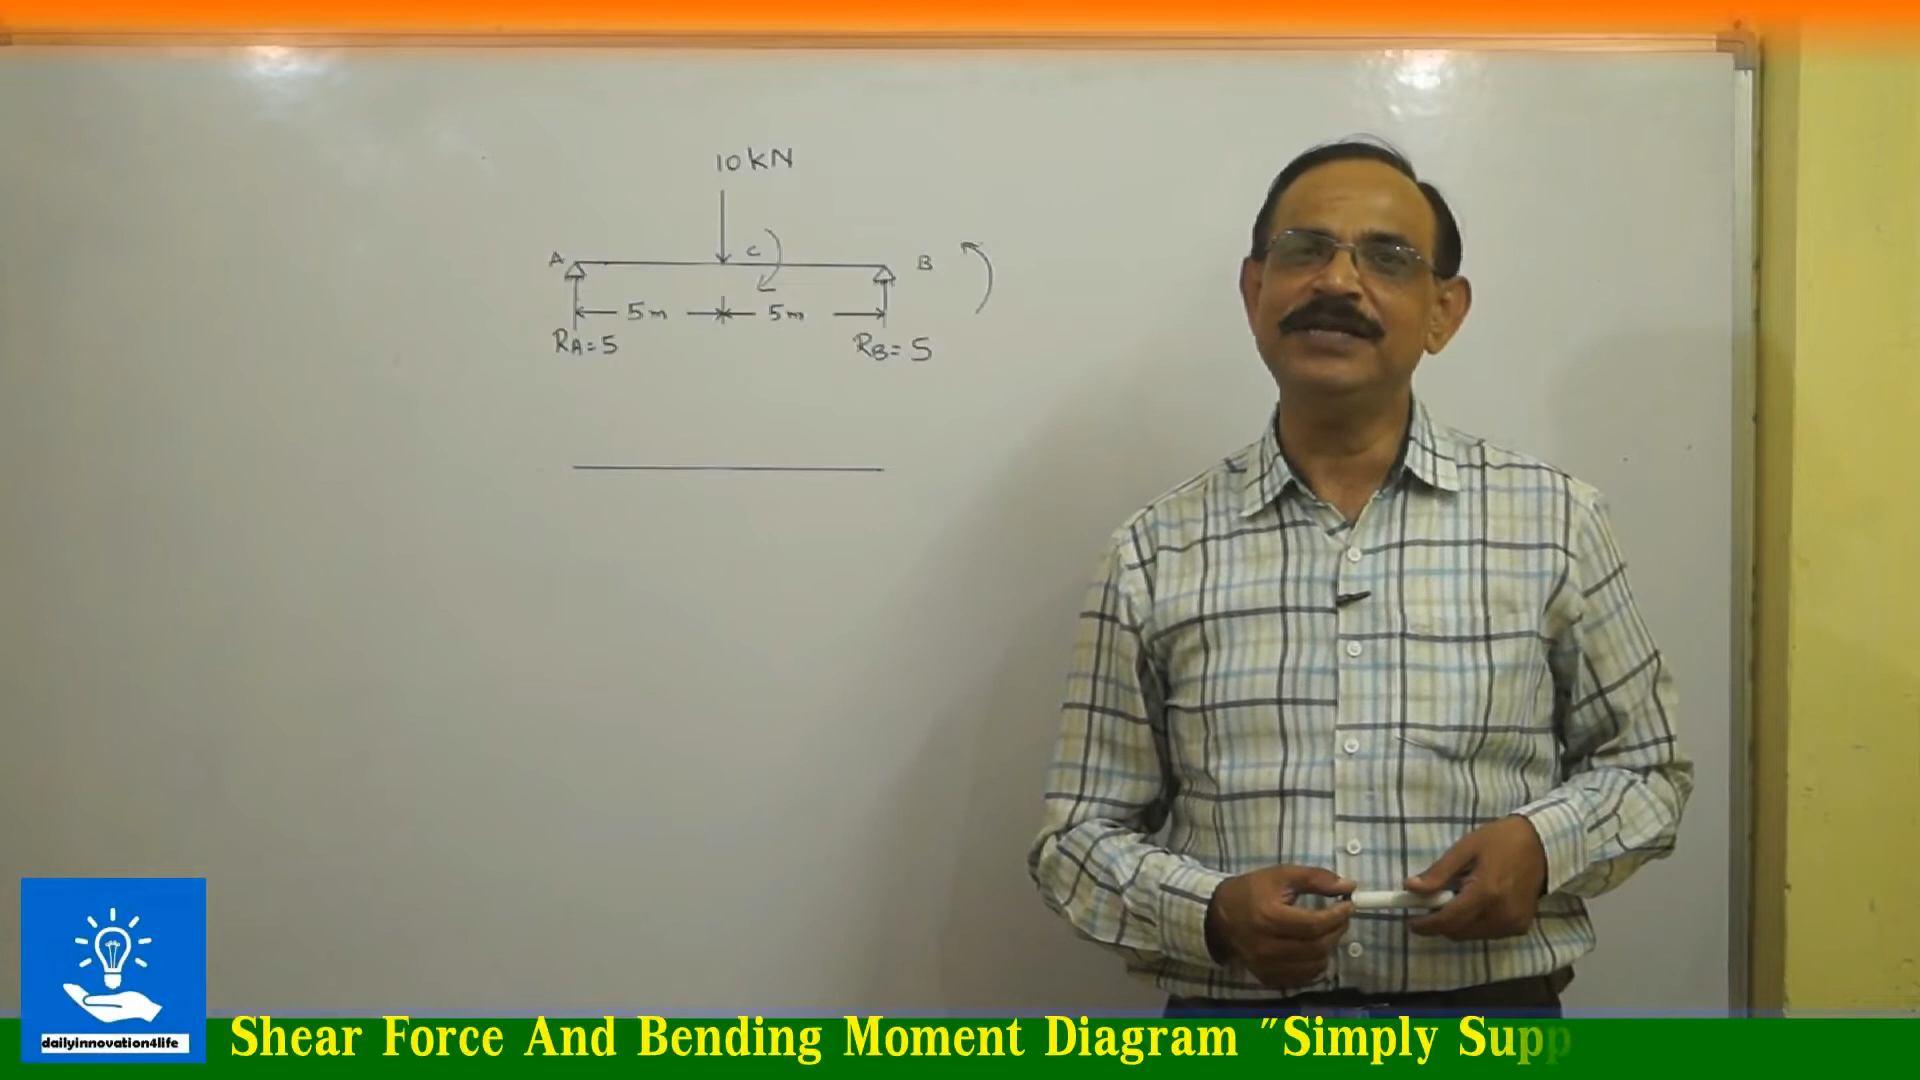 10kN
A C B
5m 5m
RA=5 RB=5
dailyinnovation4life
Shear Force And Bending Moment Diagram "Simply Supp